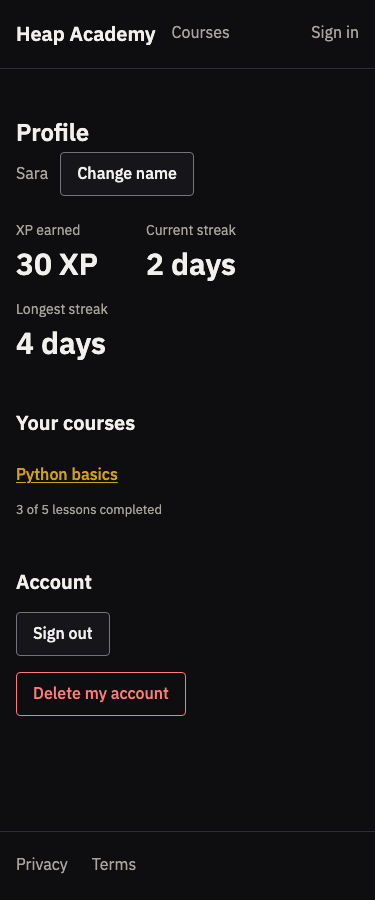 Heap Academy Courses Sign in
Profile
Sara Change name
XP earned Current streak
30 XP 2 days
Longest streak
4 days
Your courses
Python basics
3 of 5 lessons completed
Account
Sign out
Delete my account
Privacy Terms